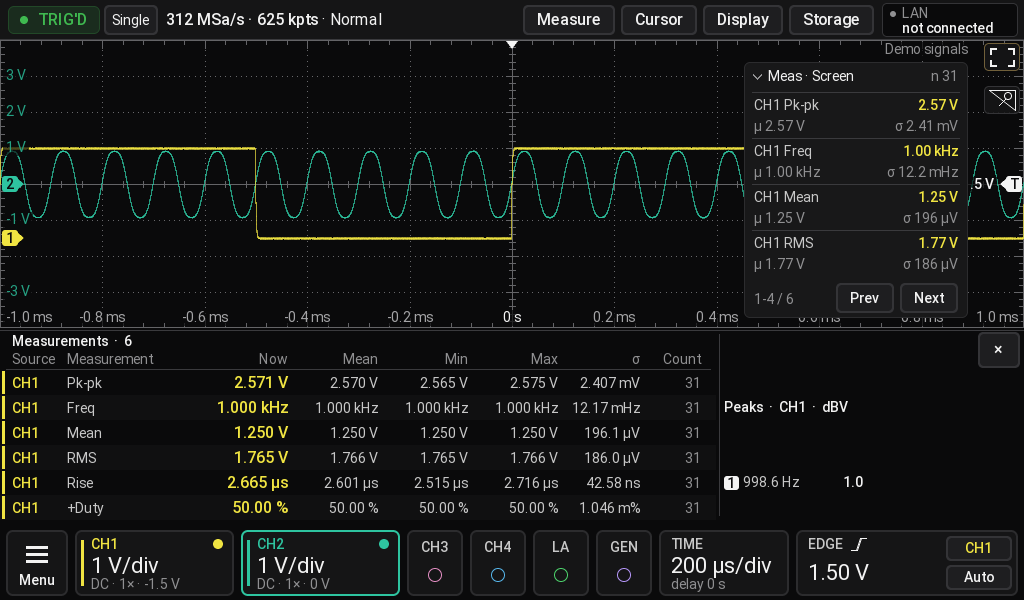 TRIG'D Single 312 MSa/s · 625 kpts · Normal Measure Cursor Display Storage LAN
not connected
Demo signals
3 V
Meas · Screen n 31
CH1 Pk-pk 2.57 V
2 V
μ 2.57 V σ 2.41 mV
1 V
CH1 Freq 1.00 kHz
μ 1.00 kHz σ 12.2 mHz
2
.5 V T
CH1 Mean 1.25 V
-1 V
μ 1.25 V σ 196 μV
1
CH1 RMS 1.77 V
μ 1.77 V σ 186 μV
-3 V
1-4 / 6 Prev Next
-1.0 ms -0.8 ms -0.6 ms -0.4 ms -0.2 ms 0 s 0.2 ms 0.4 ms 0.6 ms 0.8 ms 1.0 ms
Measurements · 6
×
Source Measurement Now Mean Min Max σ Count
CH1 Pk-pk 2.571 V 2.570 V 2.565 V 2.575 V 2.407 mV 31
CH1 Freq 1.000 kHz 1.000 kHz 1.000 kHz 1.000 kHz 12.17 mHz 31
Peaks · CH1 · dBV
CH1 Mean 1.250 V 1.250 V 1.250 V 1.250 V 196.1 μV 31
CH1 RMS 1.765 V 1.766 V 1.765 V 1.766 V 186.0 μV 31
CH1 Rise 2.665 μs 2.601 μs 2.515 μs 2.716 μs 42.58 ns 31
1 998.6 Hz 1.0
CH1 +Duty 50.00 % 50.00 % 50.00 % 50.00 % 1.046 m% 31
Menu
CH1
1 V/div
DC · 1× · -1.5 V
CH2
1 V/div
DC · 1× · 0 V
CH3 CH4 LA GEN
TIME
200 μs/div
delay 0 s
EDGE CH1
1.50 V Auto